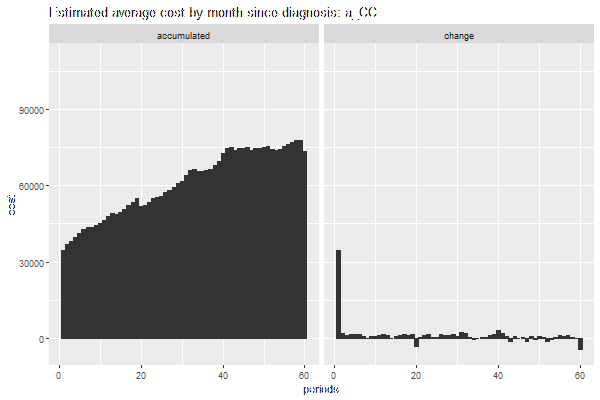 Estimated average cost by month since diagnosis: a_CC
accumulated
change
90000
60000
30000
0
cost
0
20
40
60
0
20
40
60
periods